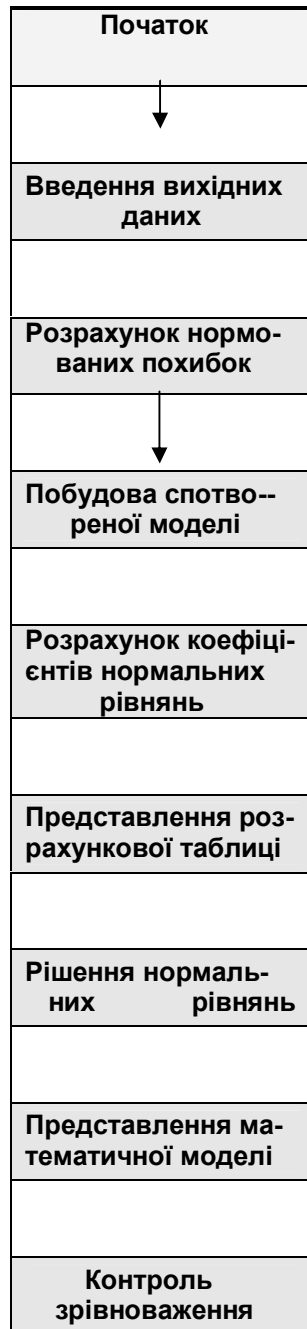 Початок
Введення вихідних
даних
Розрахунок нормо-
ваних похибок
Побудова спотво--
реної моделі
Розрахунок коефіці-
єнтів нормальних
рівнянь
Представлення роз-
рахункової таблиці
Рішення нормаль-
них рівнянь
Представлення ма-
тематичної моделі
Контроль
зрівноваження